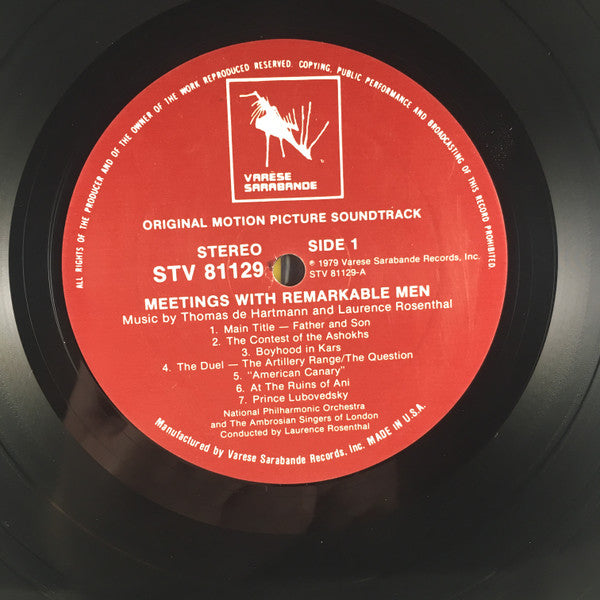 ALL RIGHTS OF THE PRODUCER AND OF THE OWNER OF THE WORK REPRODUCED RESERVED. COPYING, PUBLIC PERFORMANCE AND BROADCASTING OF THIS RECORD PROHIBITED.
VARÈSE
SARABANDE
ORIGINAL MOTION PICTURE SOUNDTRACK
STEREO
STV 81129
SIDE 1
℗ 1979 Varese Sarabande Records, Inc.
STV 81129-A
MEETINGS WITH REMARKABLE MEN
Music by Thomas de Hartmann and Laurence Rosenthal
1. Main Title — Father and Son
2. The Contest of the Ashokhs
3. Boyhood in Kars
4. The Duel — The Artillery Range/The Question
5. "American Canary"
6. At The Ruins of Ani
7. Prince Lubovedsky
National Philharmonic Orchestra
and The Ambrosian Singers of London
Conducted by Laurence Rosenthal
Manufactured by Varese Sarabande Records, Inc. MADE IN U.S.A.